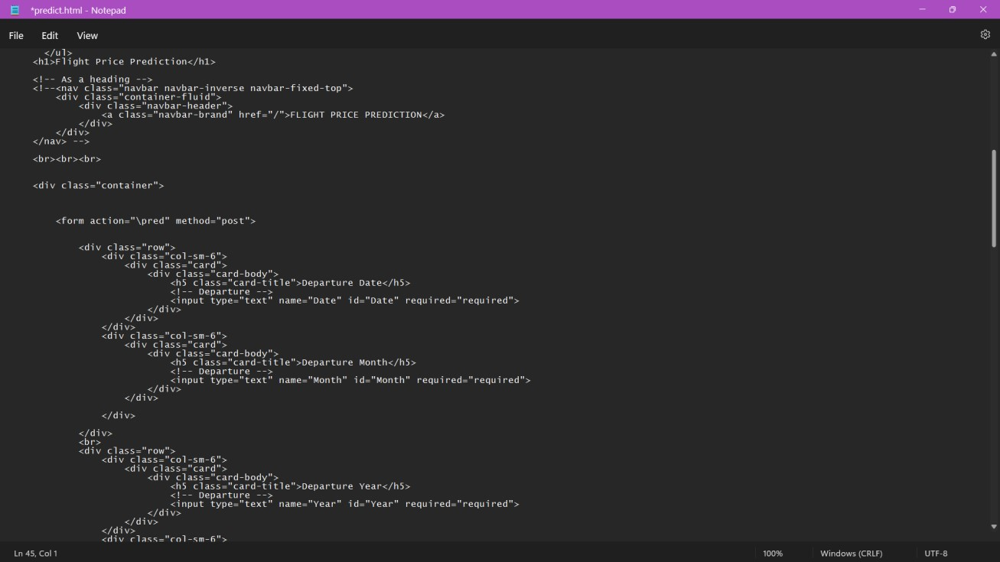 *predict.html - Notepad
File Edit View
</ul>
<h1>Flight Price Prediction</h1>
<!-- As a heading -->
<!--<nav class="navbar navbar-inverse navbar-fixed-top">
<div class="container-fluid">
<div class="navbar-header">
<a class="navbar-brand" href="/">FLIGHT PRICE PREDICTION</a>
</div>
</div>
</nav> -->
<br><br><br>
<div class="container">
<form action="\pred" method="post">
<div class="row">
<div class="col-sm-6">
<div class="card">
<div class="card-body">
<h5 class="card-title">Departure Date</h5>
<!-- Departure -->
<input type="text" name="Date" id="Date" required="required">
</div>
</div>
</div>
<div class="col-sm-6">
<div class="card">
<div class="card-body">
<h5 class="card-title">Departure Month</h5>
<!-- Departure -->
<input type="text" name="Month" id="Month" required="required">
</div>
</div>
</div>
</div>
<br>
<div class="row">
<div class="col-sm-6">
<div class="card">
<div class="card-body">
<h5 class="card-title">Departure Year</h5>
<!-- Departure -->
<input type="text" name="Year" id="Year" required="required">
</div>
</div>
</div>
<div class="col-sm-6">
Ln 45, Col 1 100% Windows (CRLF) UTF-8